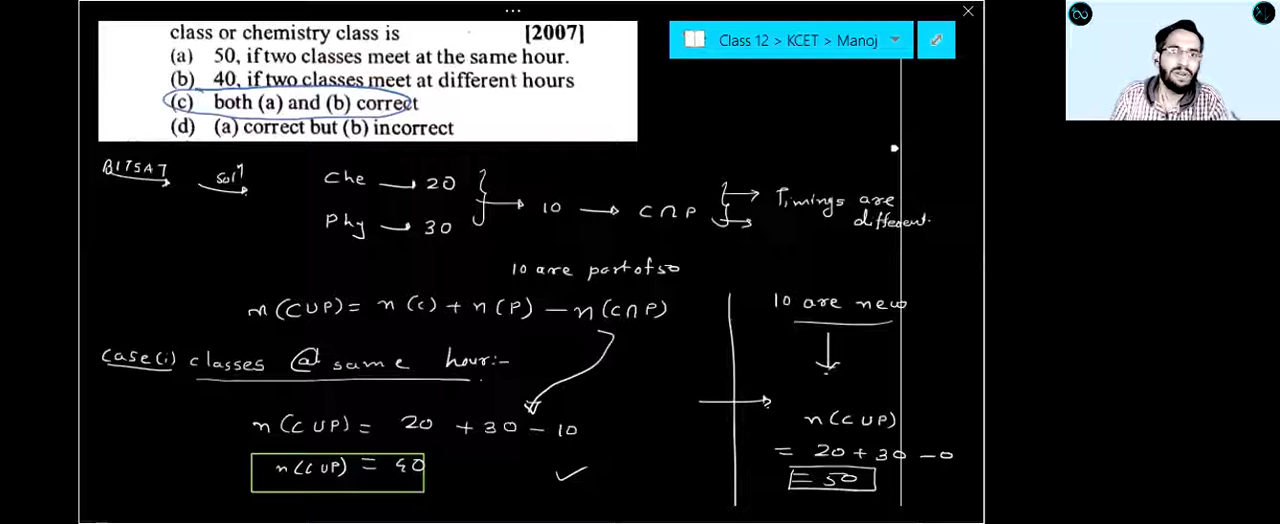 class or chemistry class is [2007]
(a) 50, if two classes meet at the same hour.
(b) 40, if two classes meet at different hours
(c) both (a) and (b) correct
(d) (a) correct but (b) incorrect
Class 12 > KCET > Manoj
BITSAT Solⁿ
Che → 20
Phy → 30
10 → C∩P
Timings are
different.
10 are part of 50
n(C∪P) = n(C) + n(P) – n(C∩P)
10 are new
Case(i) classes @ same hour:-
n(C∪P) = 20 + 30 – 10
n(C∪P) = 40
n(C∪P)
= 20 + 30 – 0
= 50